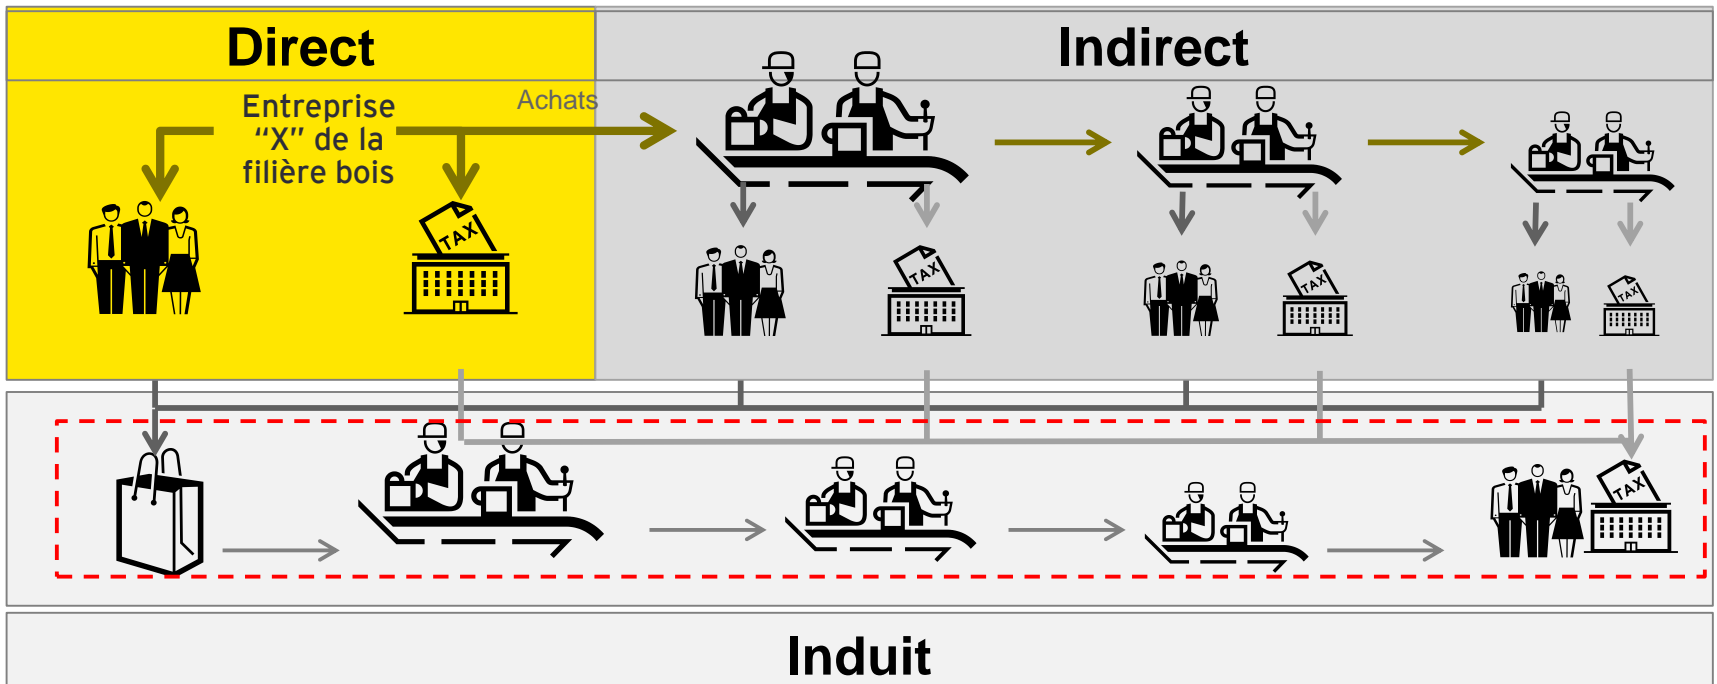 Direct
Indirect
Achats
Entreprise
“X” de la
filière bois
TAX
TAX
TAX
TAX
TAX
Induit